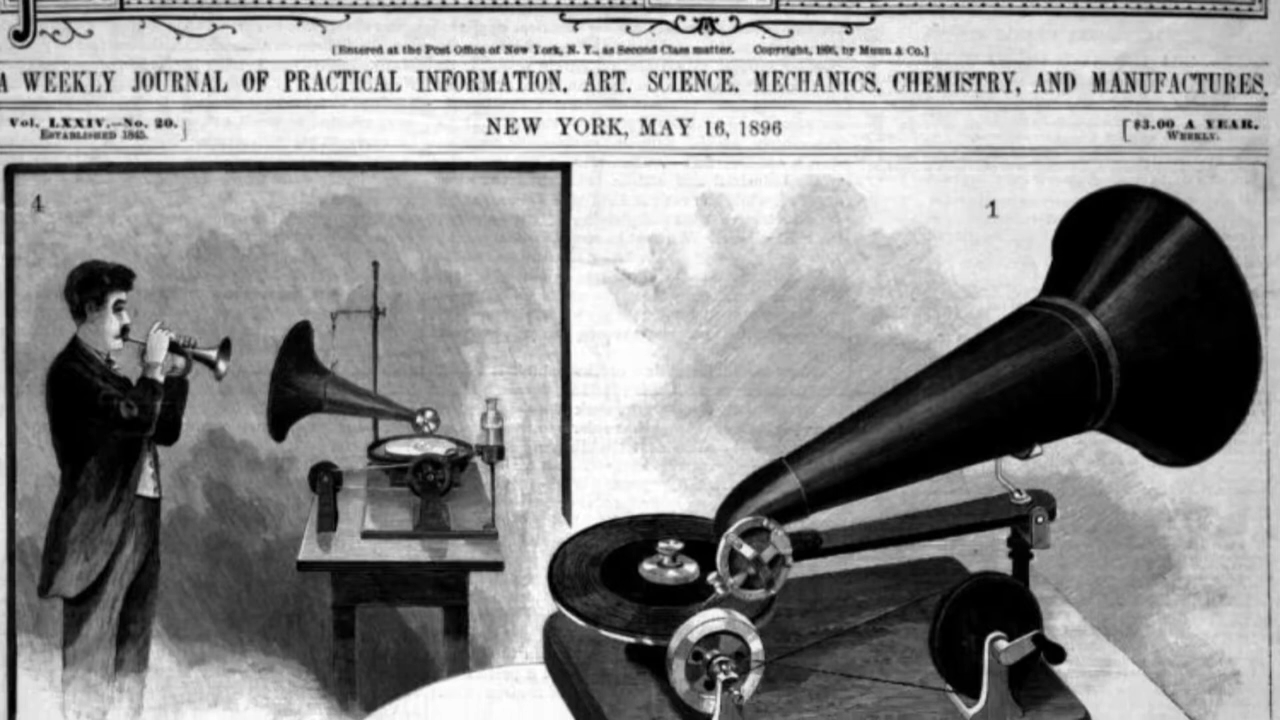 [Entered at the Post Office of New York, N. Y., as Second Class matter. Copyright, 1896, by Munn & Co.]
A WEEKLY JOURNAL OF PRACTICAL INFORMATION, ART, SCIENCE, MECHANICS, CHEMISTRY, AND MANUFACTURES.
Vol. LXXIV.—No. 20.
ESTABLISHED 1845.
NEW YORK, MAY 16, 1896
$3.00 A YEAR.
WEEKLY.
4
1